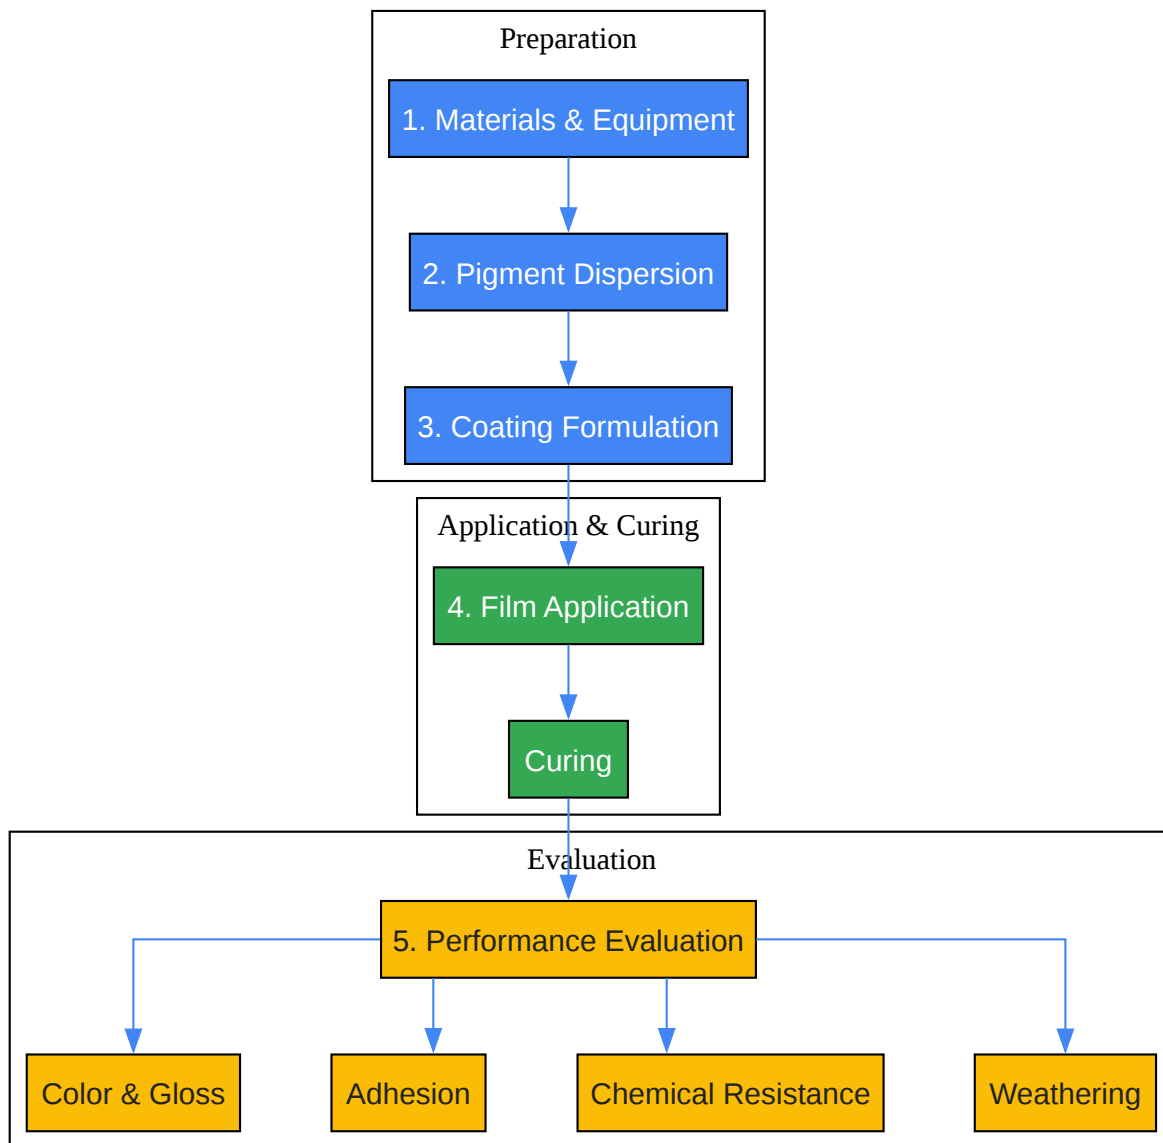 Preparation
1. Materials & Equipment
2. Pigment Dispersion
3. Coating Formulation
Application & Curing
4. Film Application
Curing
Evaluation
5. Performance Evaluation
Color & Gloss
Adhesion
Chemical Resistance
Weathering